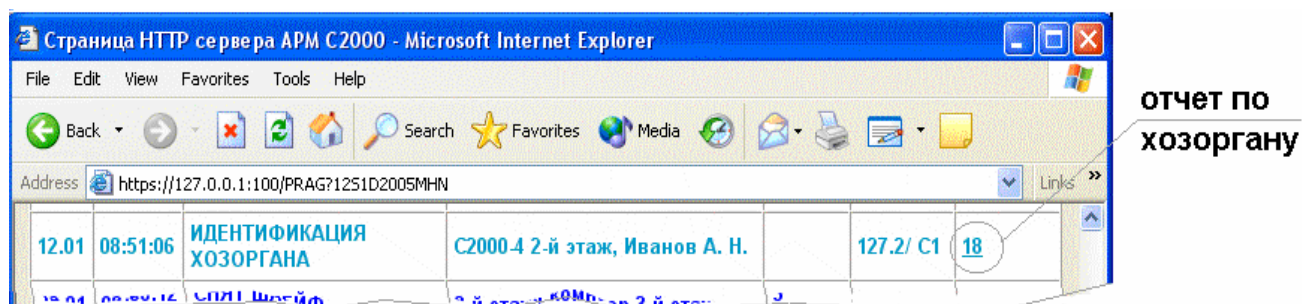 Страница HTTP сервера АРМ С2000 - Microsoft Internet Explorer
File Edit View Favorites Tools Help
Back Search Favorites Media
отчет по
хозоргану
Address https://127.0.0.1:100/PRAG?12S1D2005MHN Links »
12.01 08:51:06 ИДЕНТИФИКАЦИЯ ХОЗОРГАНА С2000-4 2-й этаж, Иванов А. Н. 127.2/ С1 18